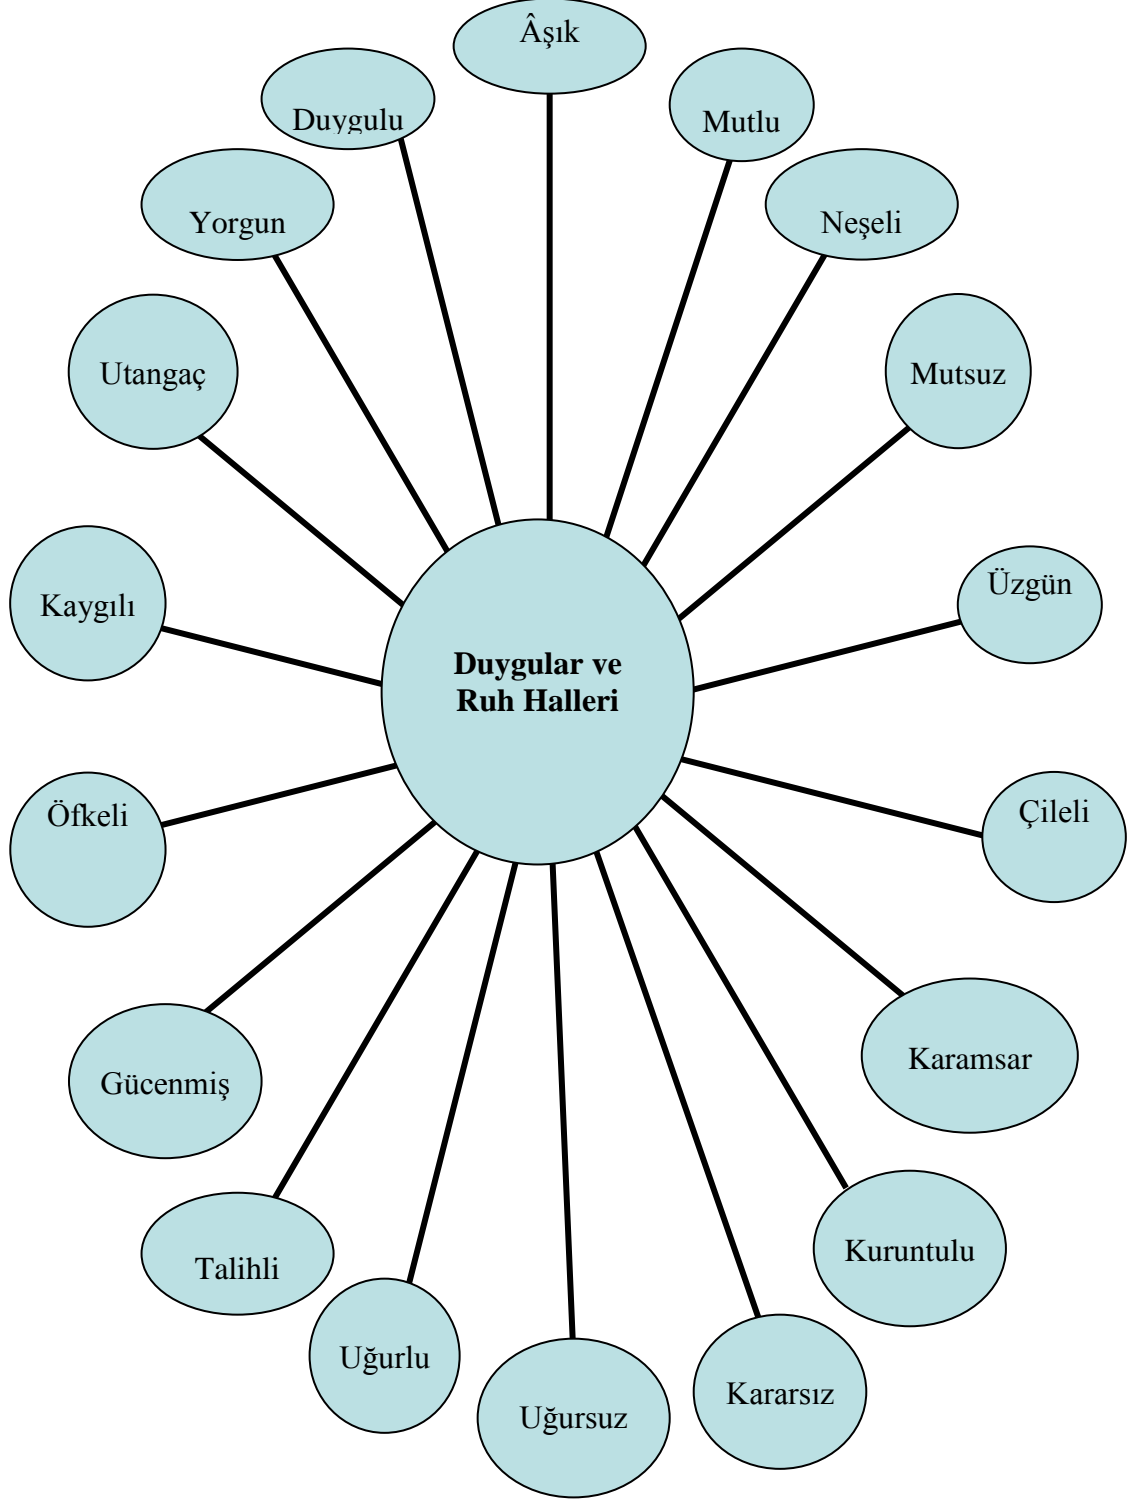 Âşık
Duygulu
Mutlu
Yorgun
Neşeli
Utangaç
Mutsuz
Kaygılı
Üzgün
Duygular ve
Ruh Halleri
Öfkeli
Çileli
Gücenmiş
Karamsar
Talihli
Kuruntulu
Uğurlu
Uğursuz
Kararsız